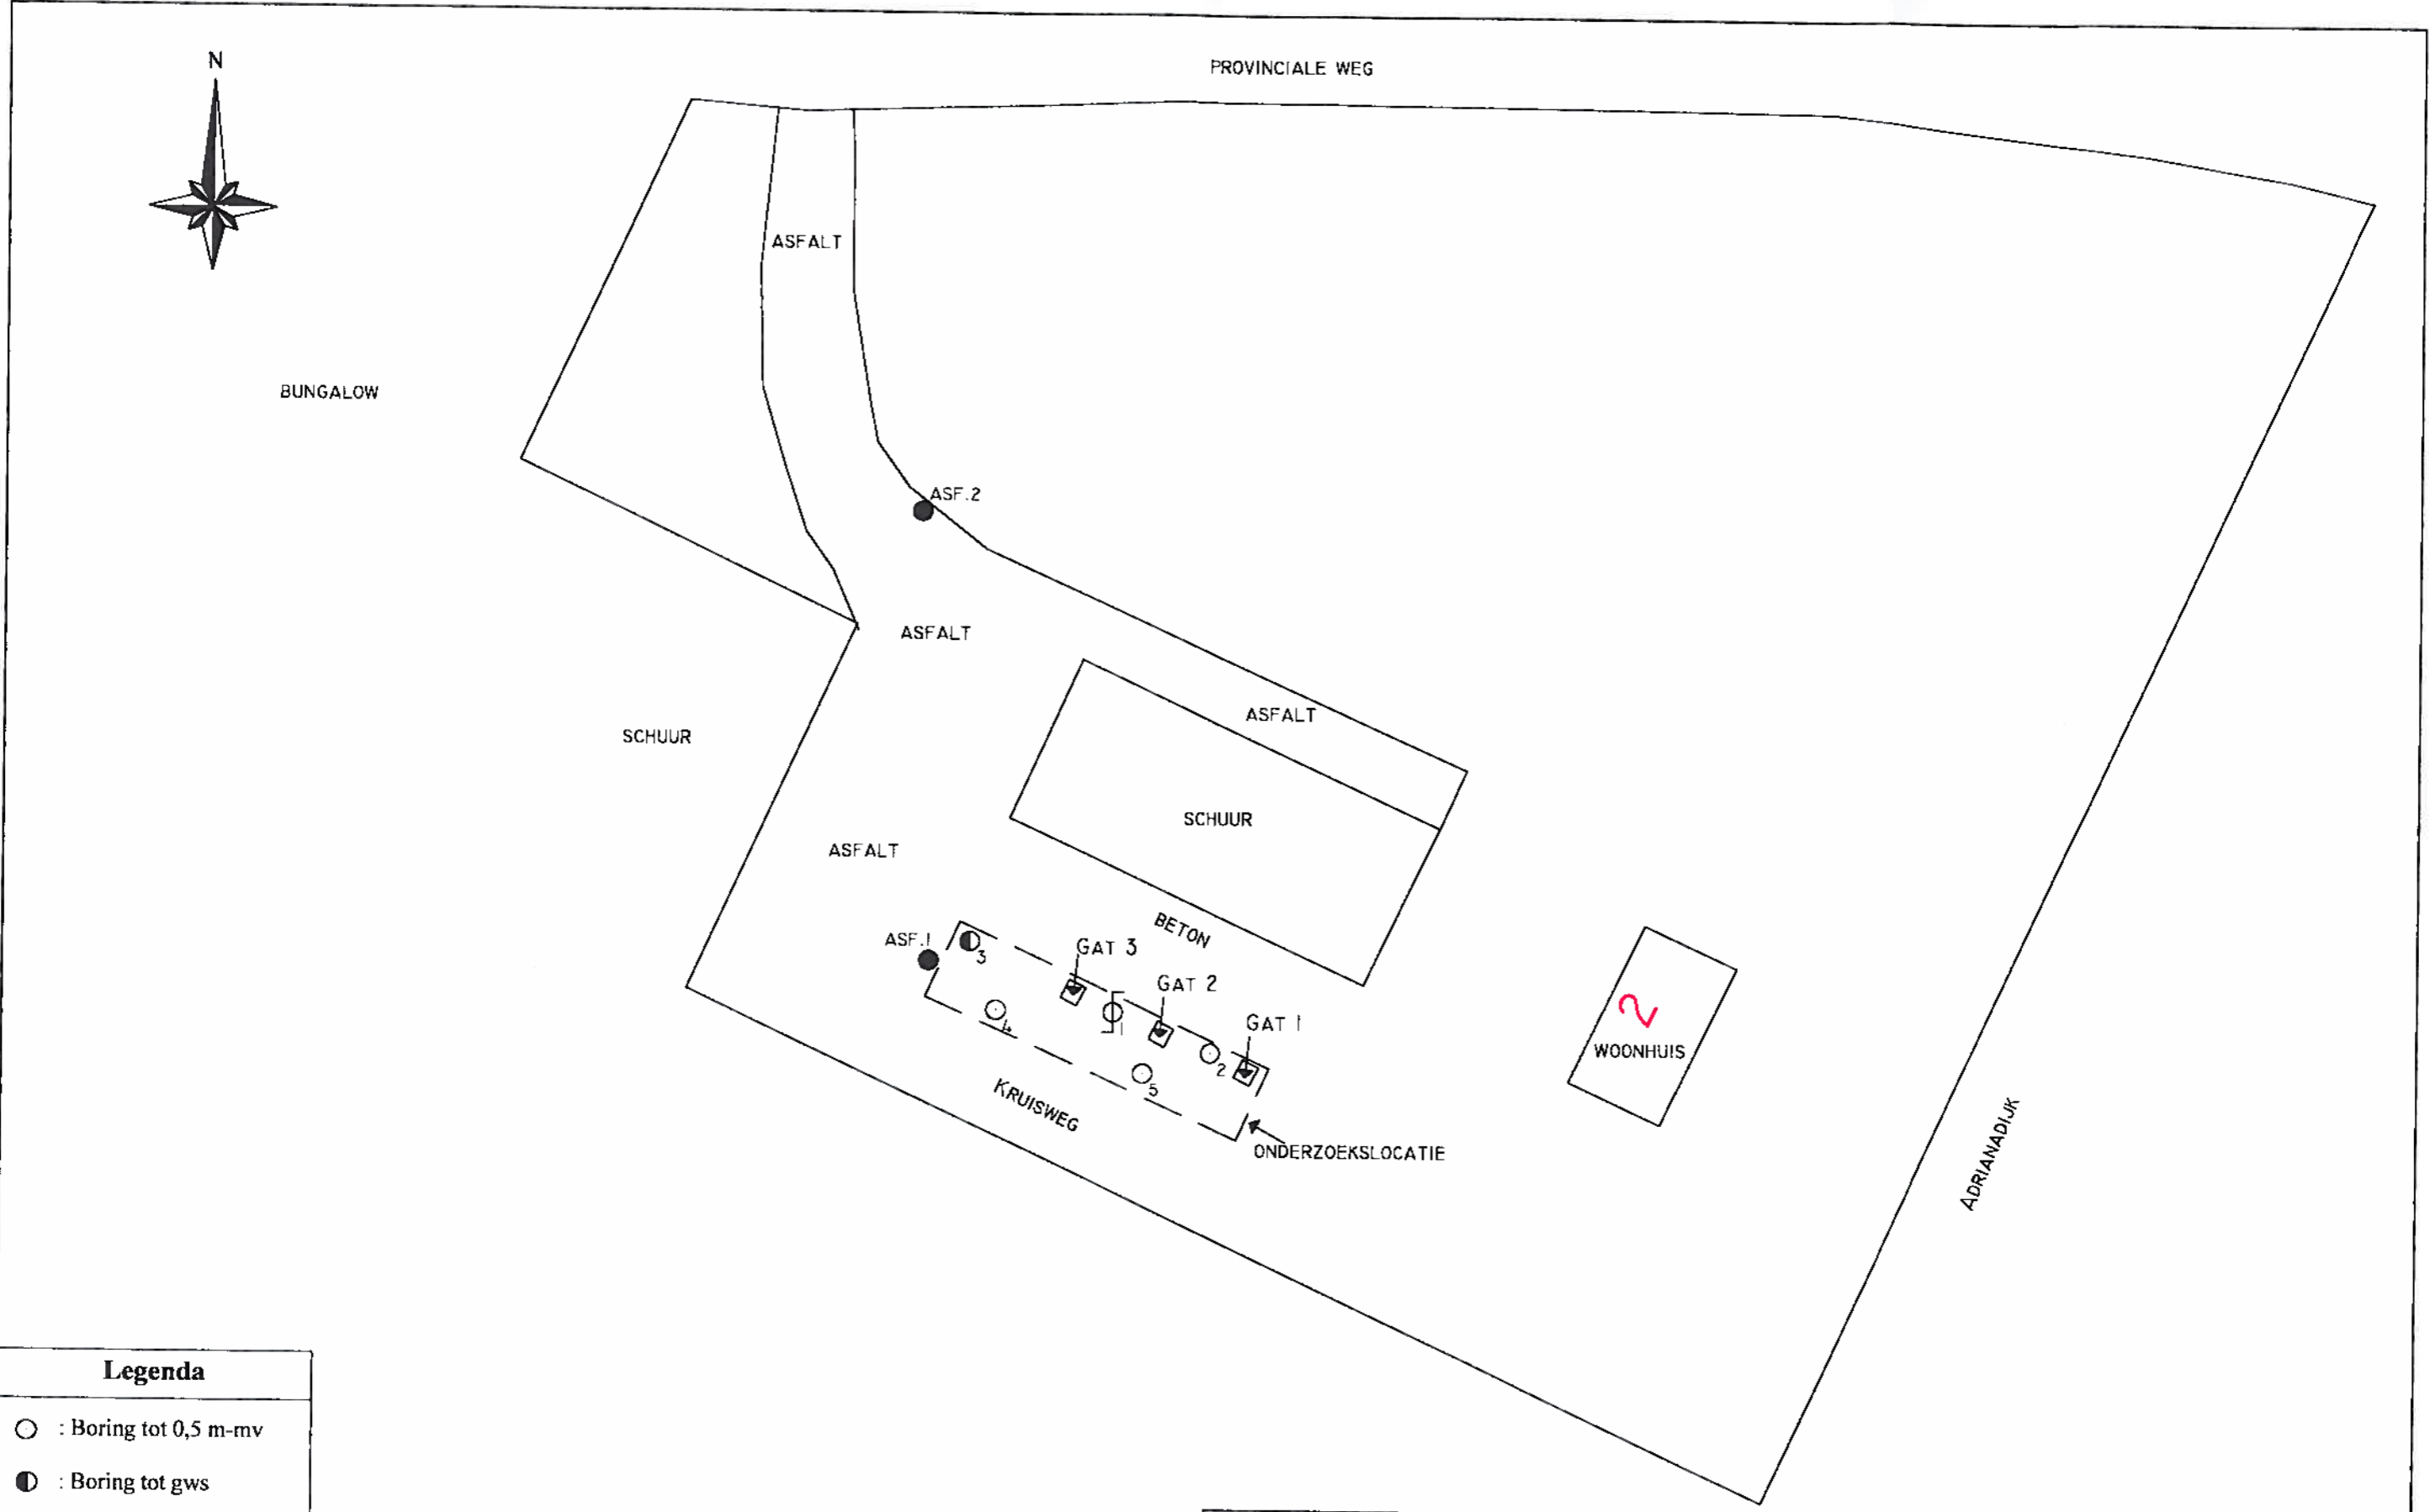 N
PROVINCIALE WEG
ASFALT
BUNGALOW
ASF.2
ASFALT
ASFALT
SCHUUR
SCHUUR
ASFALT
BETON
ASF.1
3
GAT 3
GAT 2
GAT 1
4
1
2
5
2
WOONHUIS
KRUISWEG
ONDERZOEKSLOCATIE
ADRIANADIJK
Legenda
: Boring tot 0,5 m-mv
: Boring tot gws